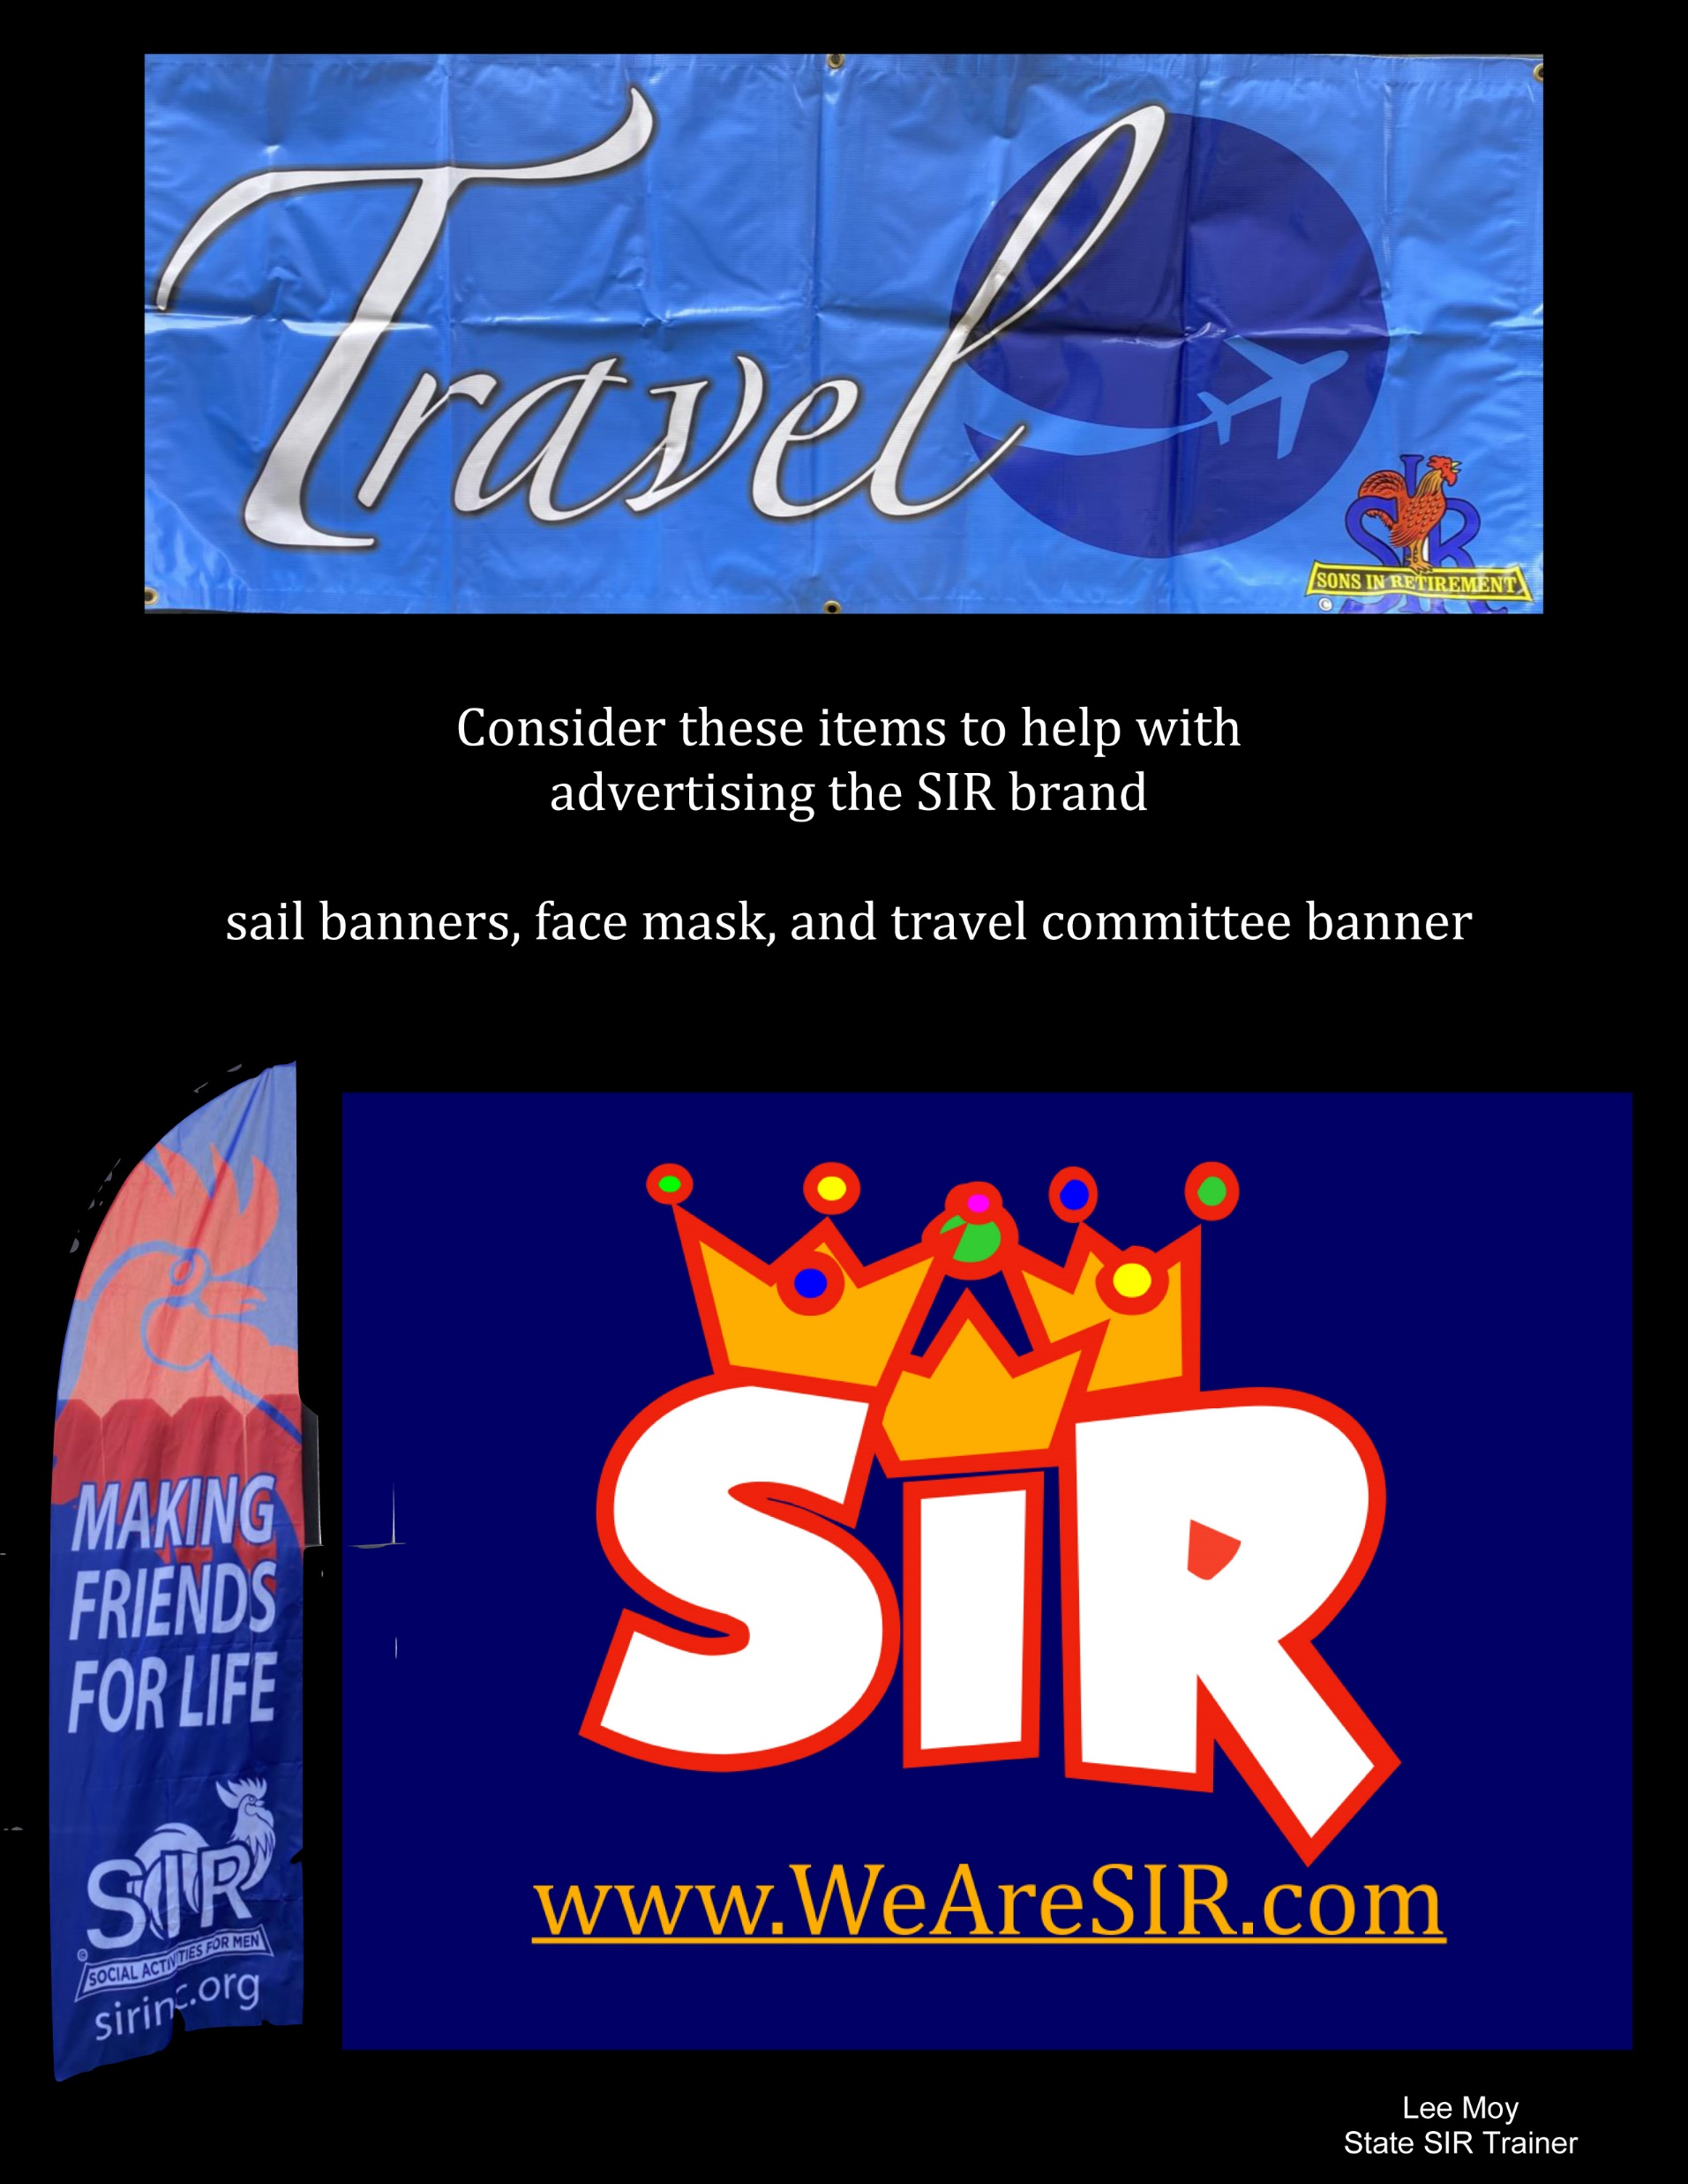 Travel
SIR
SONS IN RETIREMENT
©
Consider these items to help with
advertising the SIR brand
sail banners, face mask, and travel committee banner
MAKING
FRIENDS
FOR LIFE
SIR
©
SOCIAL ACTIVITIES FOR MEN
sirinc.org
SiR
www.WeAreSIR.com
Lee Moy
State SIR Trainer